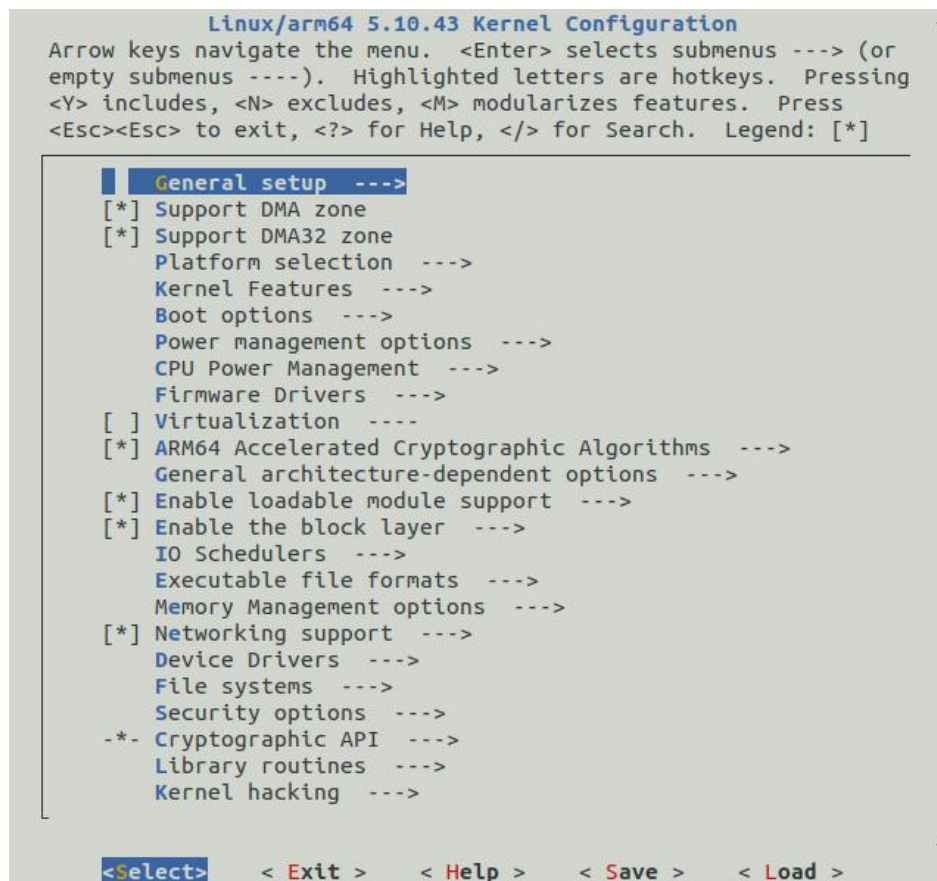 Linux/arm64 5.10.43 Kernel Configuration
Arrow keys navigate the menu.  <Enter> selects submenus ---> (or
empty submenus ----).  Highlighted letters are hotkeys.  Pressing
<Y> includes, <N> excludes, <M> modularizes features.  Press
<Esc><Esc> to exit, <?> for Help, </> for Search.  Legend: [*]
General setup  --->
[*] Support DMA zone
[*] Support DMA32 zone
Platform selection  --->
Kernel Features  --->
Boot options  --->
Power management options  --->
CPU Power Management  --->
Firmware Drivers  --->
[ ] Virtualization  ----
[*] ARM64 Accelerated Cryptographic Algorithms  --->
General architecture-dependent options  --->
[*] Enable loadable module support  --->
[*] Enable the block layer  --->
IO Schedulers  --->
Executable file formats  --->
Memory Management options  --->
[*] Networking support  --->
Device Drivers  --->
File systems  --->
Security options  --->
-*- Cryptographic API  --->
Library routines  --->
Kernel hacking  --->
<Select>    < Exit >    < Help >    < Save >    < Load >